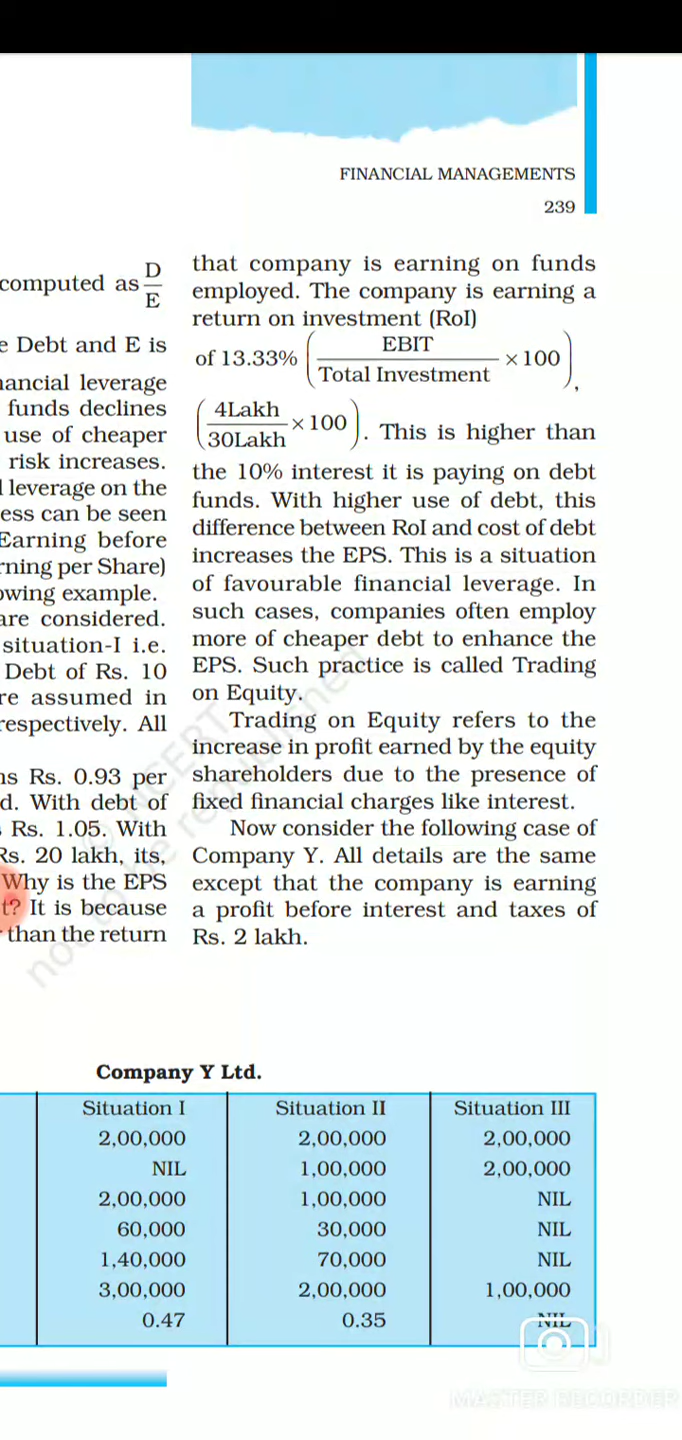 FINANCIAL MANAGEMENTS
239
computed as D/E
e Debt and E is
nancial leverage
funds declines
use of cheaper
risk increases.
l leverage on the
ess can be seen
Earning before
rning per Share)
owing example.
are considered.
situation-I i.e.
Debt of Rs. 10
re assumed in
respectively. All
ns Rs. 0.93 per
d. With debt of
Rs. 1.05. With
Rs. 20 lakh, its,
Why is the EPS
t? It is because
than the return
that company is earning on funds
employed. The company is earning a
return on investment (RoI)
of 13.33% (EBIT/Total Investment × 100),
(4Lakh/30Lakh × 100). This is higher than
the 10% interest it is paying on debt
funds. With higher use of debt, this
difference between RoI and cost of debt
increases the EPS. This is a situation
of favourable financial leverage. In
such cases, companies often employ
more of cheaper debt to enhance the
EPS. Such practice is called Trading
on Equity.
Trading on Equity refers to the
increase in profit earned by the equity
shareholders due to the presence of
fixed financial charges like interest.
Now consider the following case of
Company Y. All details are the same
except that the company is earning
a profit before interest and taxes of
Rs. 2 lakh.
© NCERT
not to be republished
Company Y Ltd.
Situation I Situation II Situation III
2,00,000 2,00,000 2,00,000
NIL 1,00,000 2,00,000
2,00,000 1,00,000 NIL
60,000 30,000 NIL
1,40,000 70,000 NIL
3,00,000 2,00,000 1,00,000
0.47 0.35 NIL
MASTER RECORDER